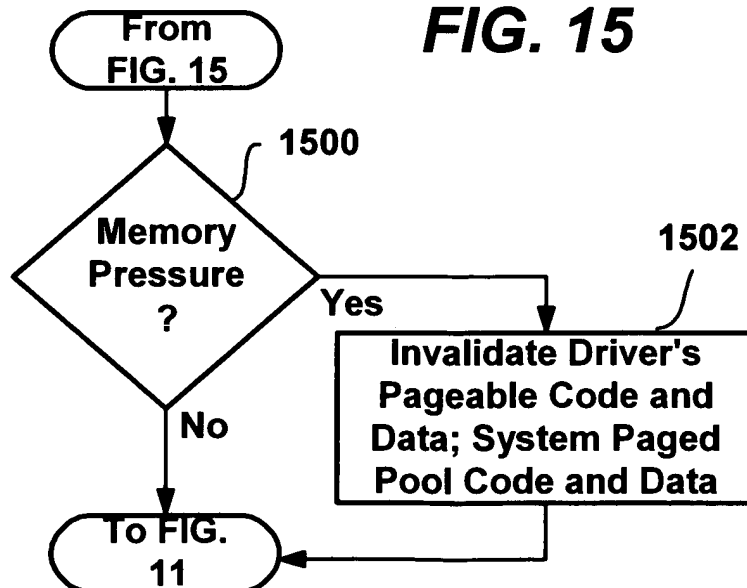 From
FIG. 15
FIG. 15
1500
Memory
Pressure
?
Yes
1502
Invalidate Driver's
Pageable Code and
Data; System Paged
Pool Code and Data
No
To FIG.
11